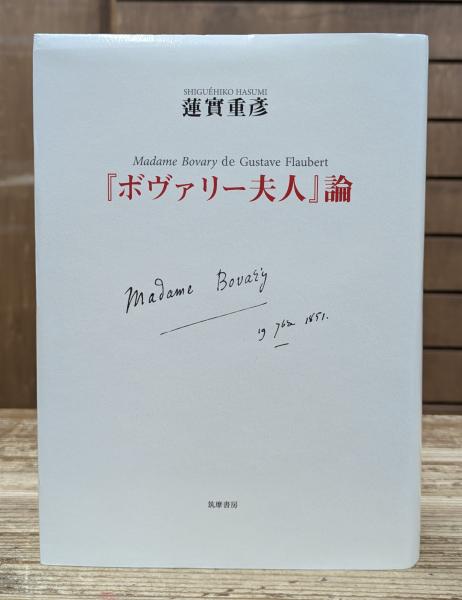 SHIGUÉHIKO HASUMI
蓮實重彥
Madame Bovary de Gustave Flaubert
『ボヴァリー夫人』論
Madame Bovary
19 7bre 1851.
筑摩書房